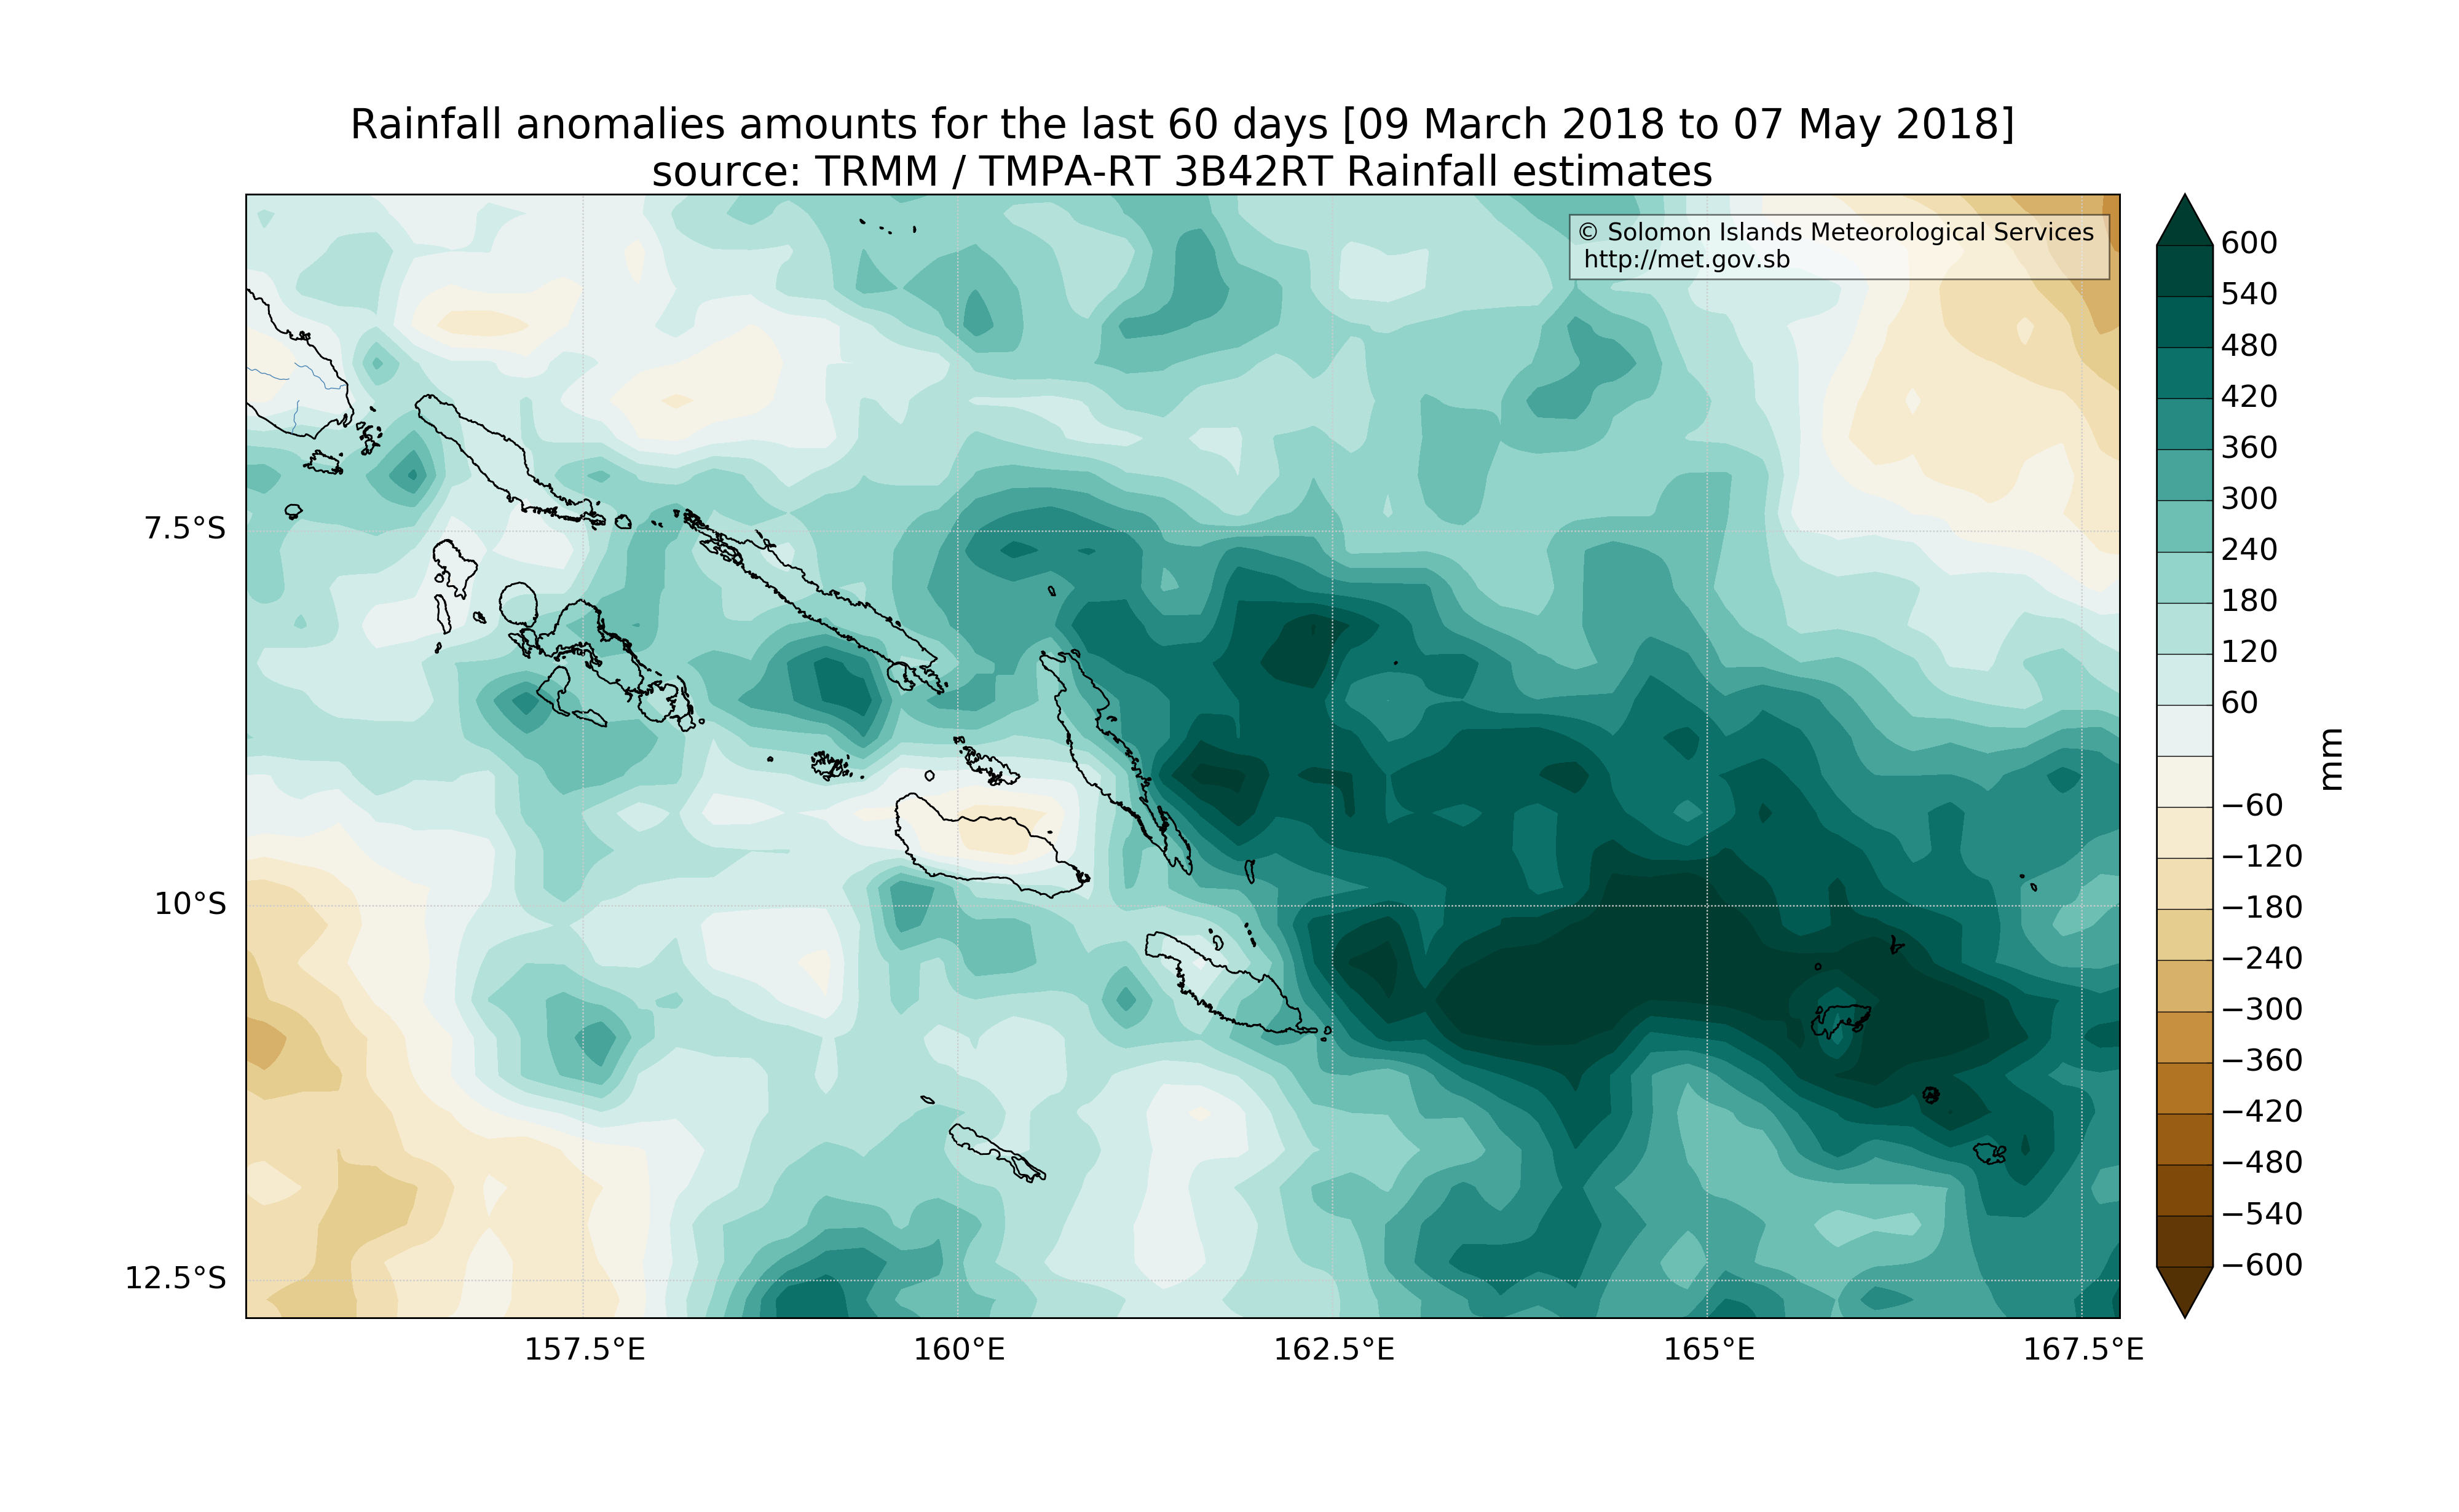 Rainfall anomalies amounts for the last 60 days [09 March 2018 to 07 May 2018]
source: TRMM / TMPA-RT 3B42RT Rainfall estimates
© Solomon Islands Meteorological Services
http://met.gov.sb
7.5°S
10°S
12.5°S
157.5°E
160°E
162.5°E
165°E
167.5°E
600
540
480
420
360
300
240
180
120
60
−60
−120
−180
−240
−300
−360
−420
−480
−540
−600
mm